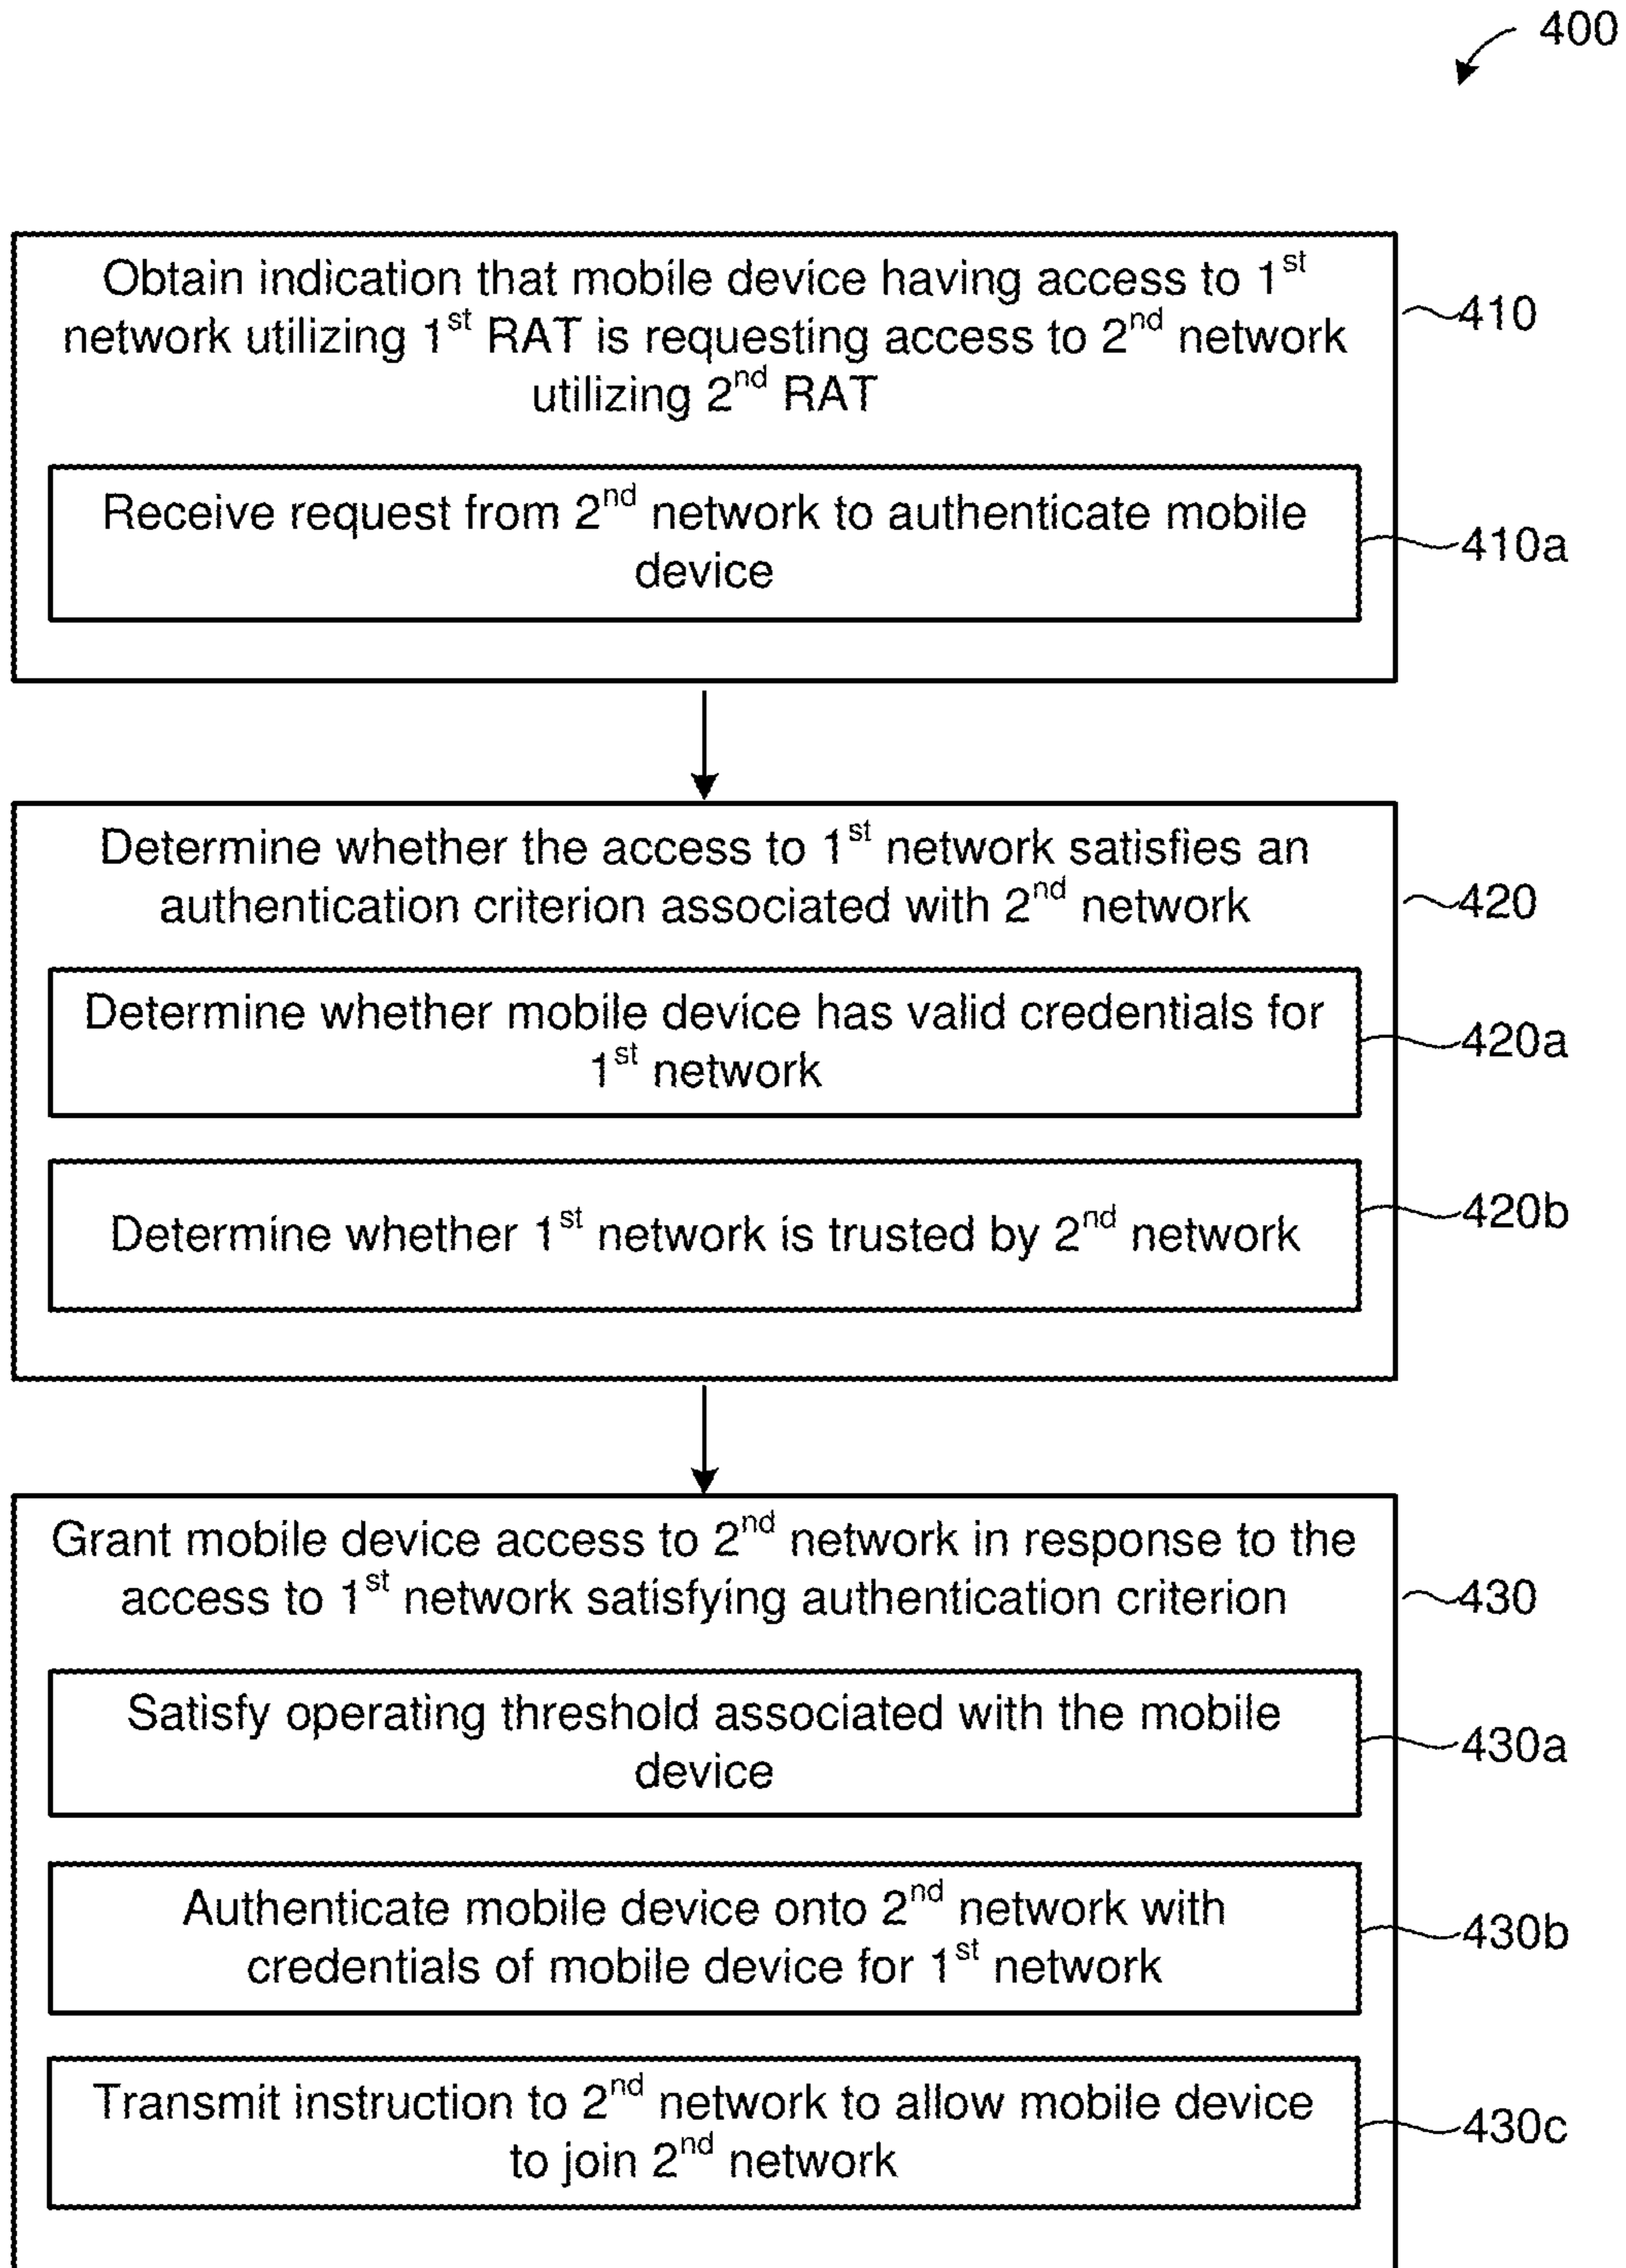 400
Obtain indication that mobile device having access to 1st
network utilizing 1st RAT is requesting access to 2nd network
utilizing 2nd RAT
410
Receive request from 2nd network to authenticate mobile
device
410a
Determine whether the access to 1st network satisfies an
authentication criterion associated with 2nd network
420
Determine whether mobile device has valid credentials for
1st network
420a
Determine whether 1st network is trusted by 2nd network
420b
Grant mobile device access to 2nd network in response to the
access to 1st network satisfying authentication criterion
430
Satisfy operating threshold associated with the mobile
device
430a
Authenticate mobile device onto 2nd network with
credentials of mobile device for 1st network
430b
Transmit instruction to 2nd network to allow mobile device
to join 2nd network
430c